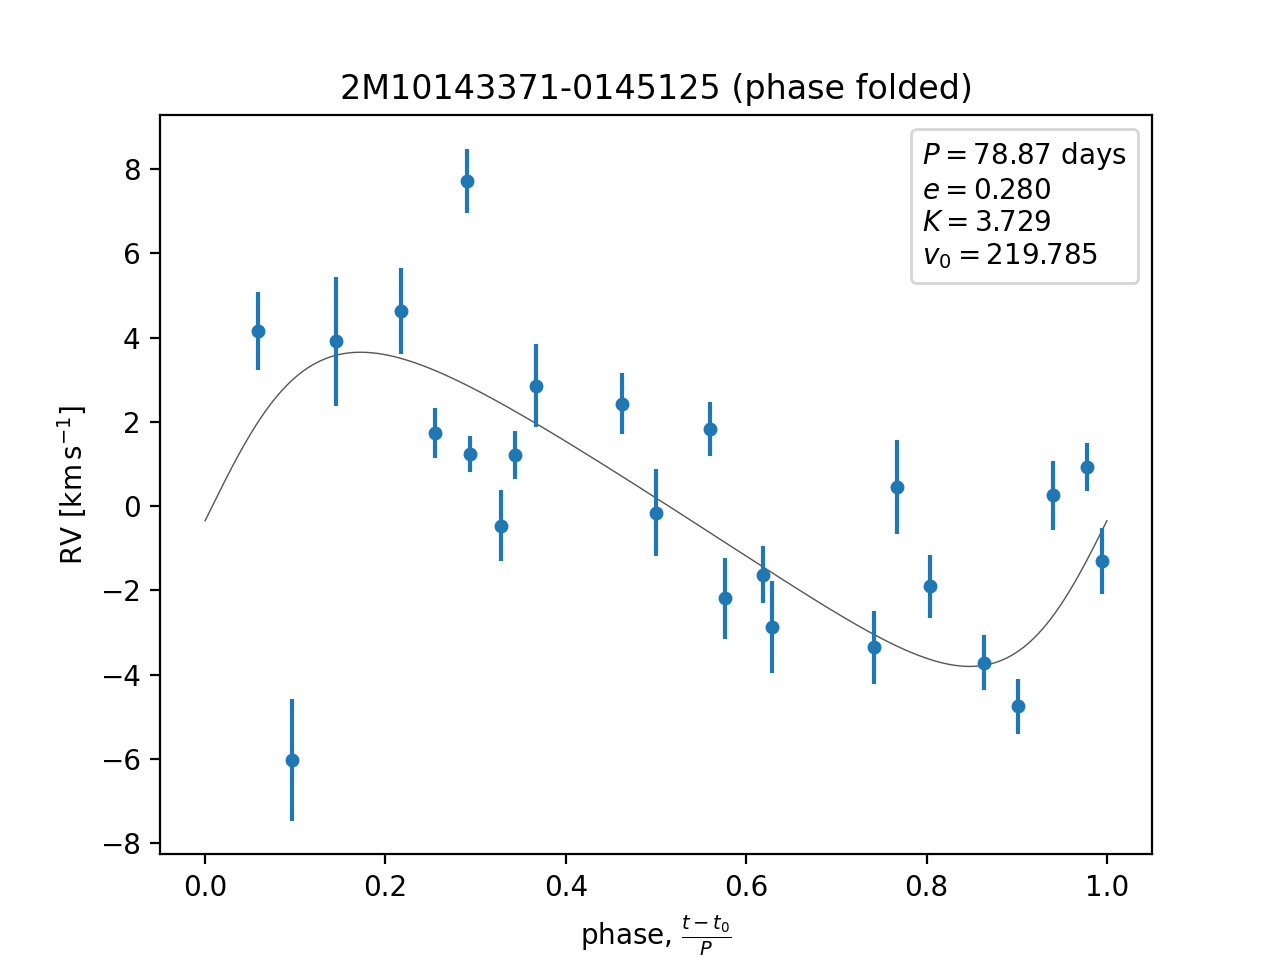 2M10143371-0145125 (phase folded)
P = 78.87 days
e = 0.280
K = 3.729
v₀ = 219.785
8
6
4
2
0
−2
−4
−6
−8
RV [km s⁻¹]
0.0 0.2 0.4 0.6 0.8 1.0
phase, (t − t₀)/P